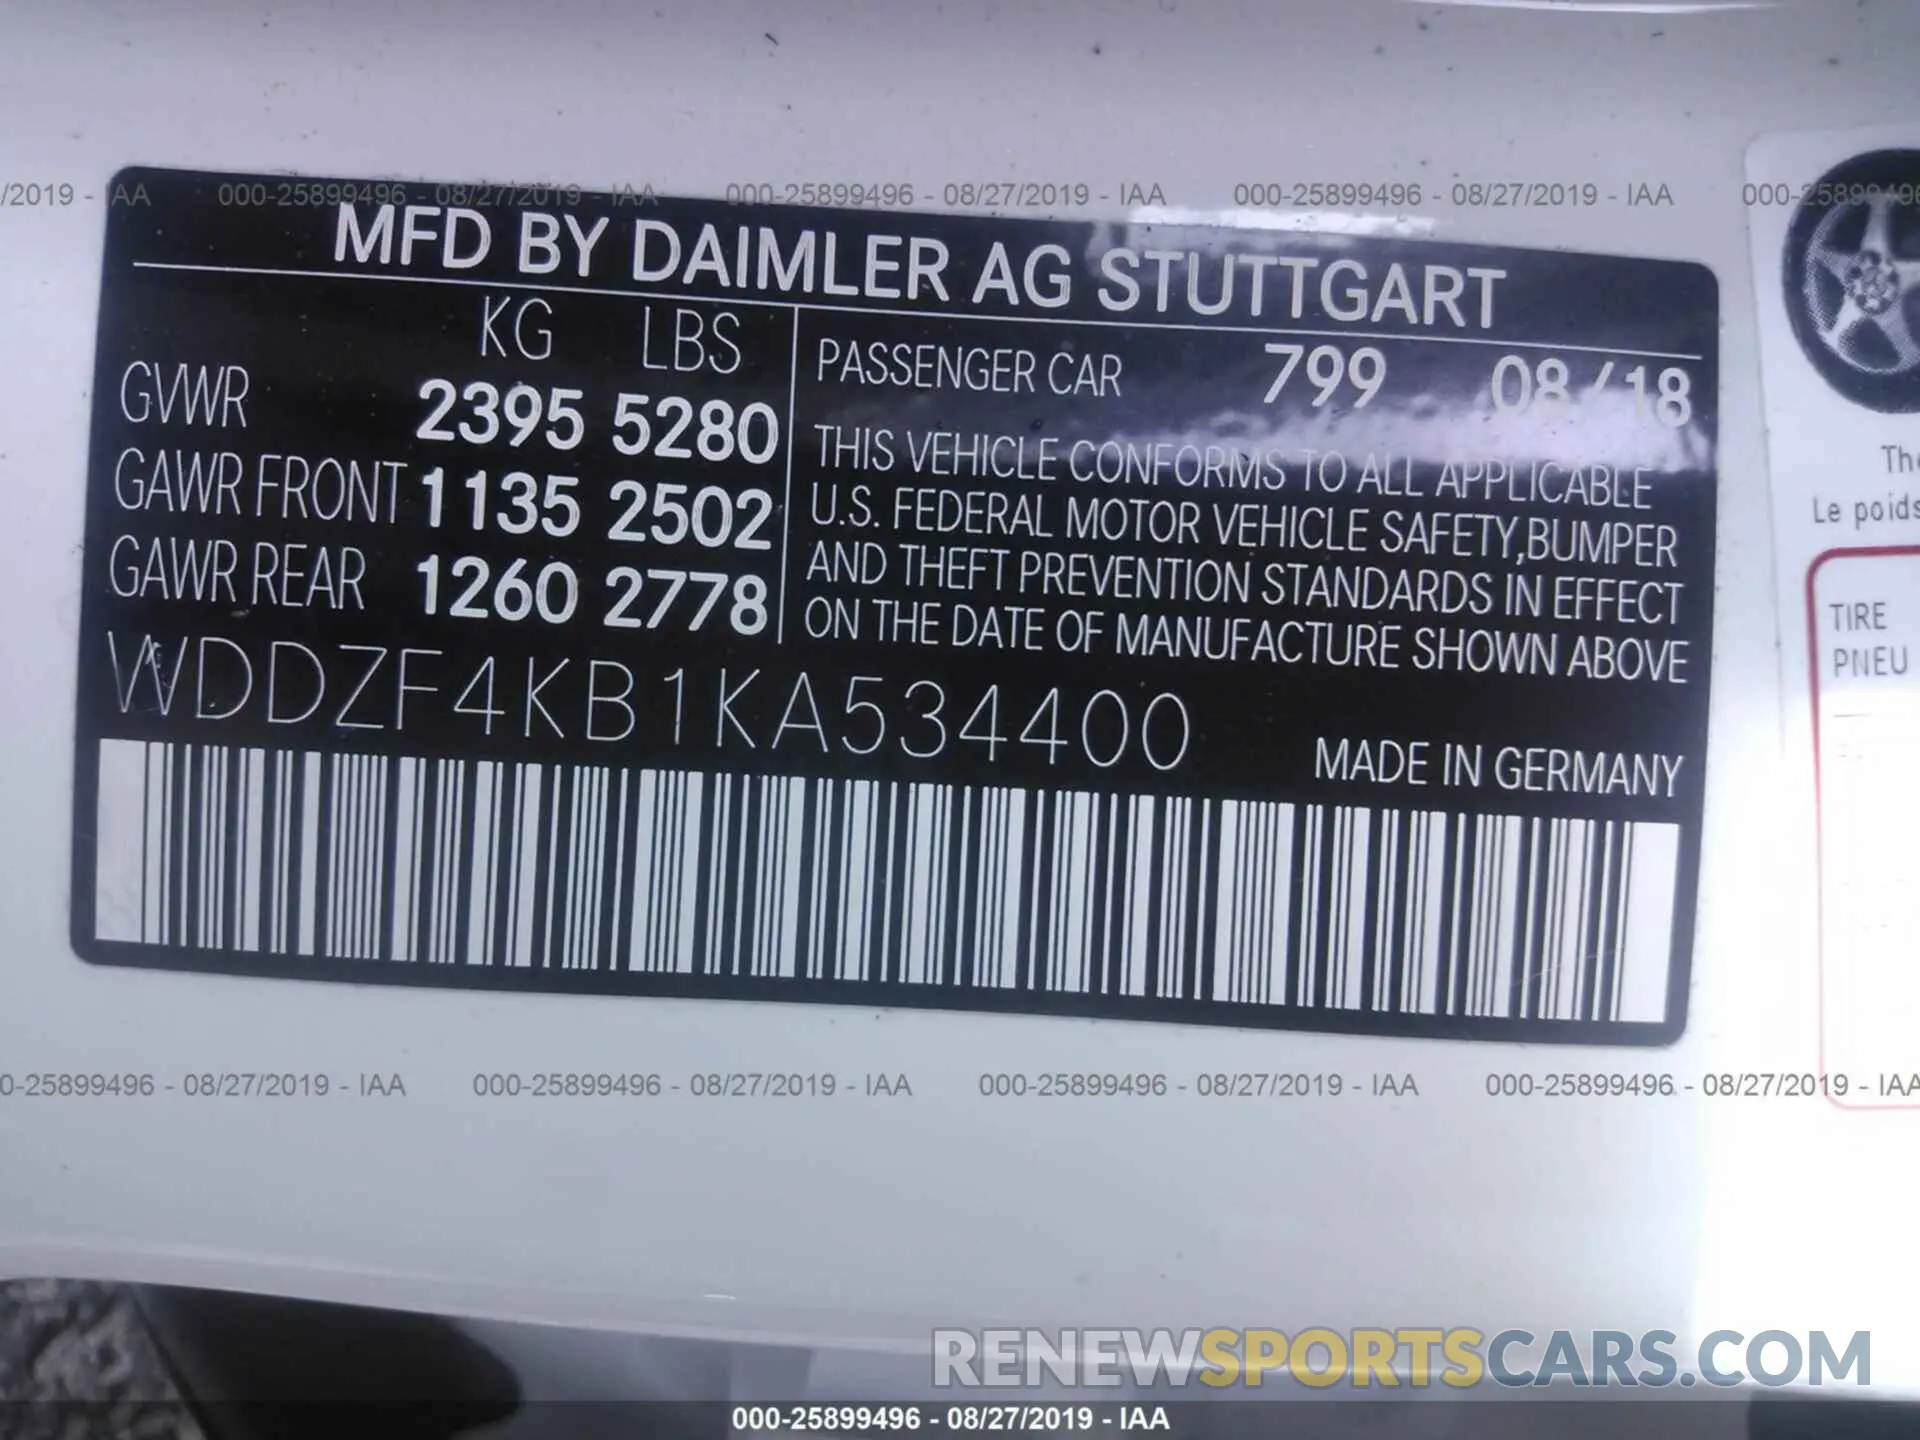 /2019 - IAA 000-25899496 - 08/27/2019 - IAA 000-25899496 - 08/27/2019 - IAA 000-25899496 - 08/27/2019 - IAA 000-25899496
MFD BY DAIMLER AG STUTTGART
KG LBS
GVWR 2395 5280
GAWR FRONT 1135 2502
GAWR REAR 1260 2778
PASSENGER CAR 799 08/18
THIS VEHICLE CONFORMS TO ALL APPLICABLE
U.S. FEDERAL MOTOR VEHICLE SAFETY,BUMPER
AND THEFT PREVENTION STANDARDS IN EFFECT
ON THE DATE OF MANUFACTURE SHOWN ABOVE
WDDZF4KB1KA534400
MADE IN GERMANY
Le poids
TIRE
PNEU
0-25899496 - 08/27/2019 - IAA 000-25899496 - 08/27/2019 - IAA 000-25899496 - 08/27/2019 - IAA 000-25899496 - 08/27/2019 - IAA
RENEWSPORTSCARS.COM
000-25899496 - 08/27/2019 - IAA